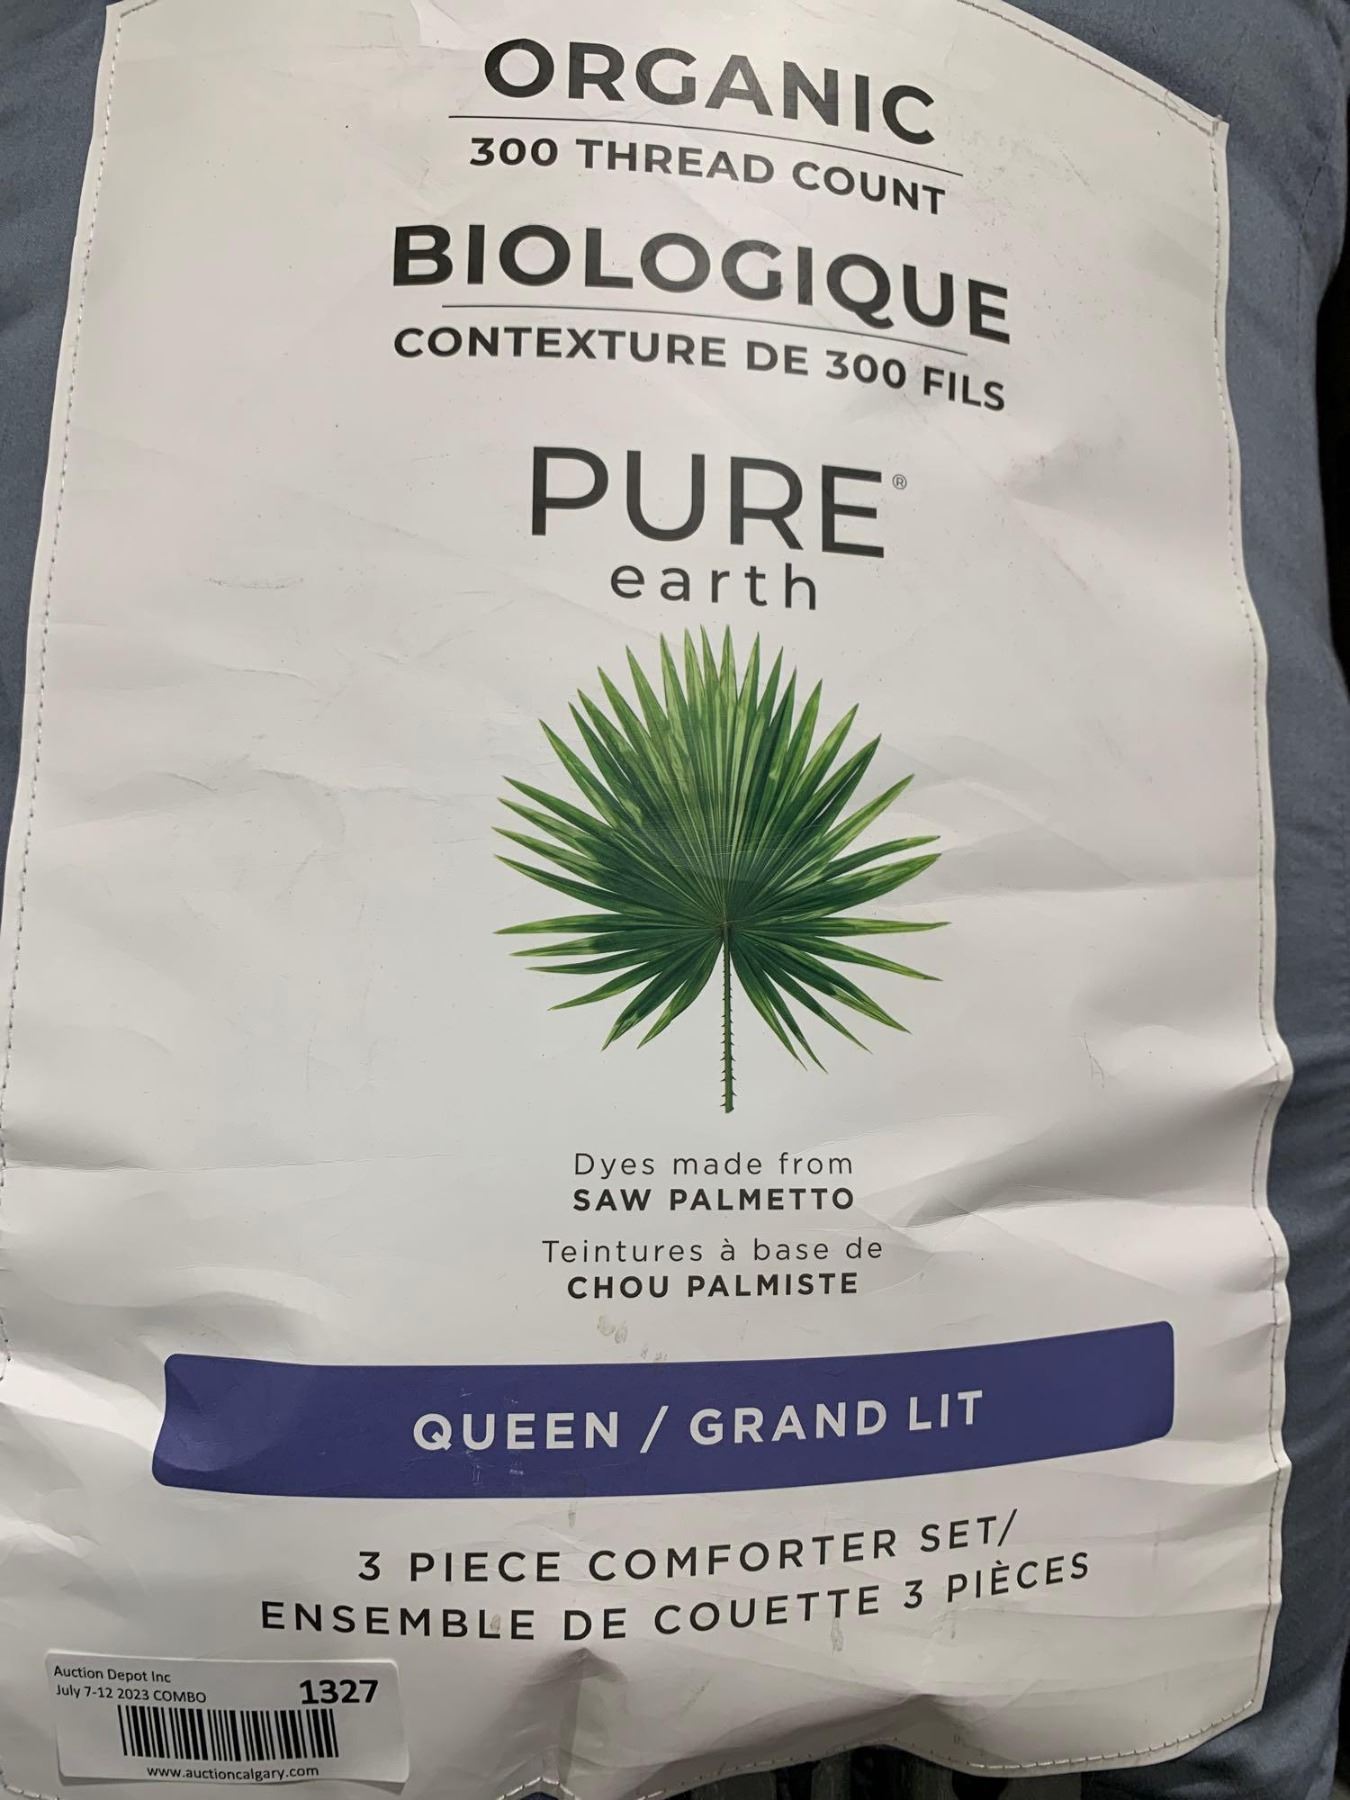 ORGANIC
300 THREAD COUNT
BIOLOGIQUE
CONTEXTURE DE 300 FILS
PURE®
earth
Dyes made from
SAW PALMETTO
Teintures à base de
CHOU PALMISTE
QUEEN / GRAND LIT
3 PIECE COMFORTER SET/
ENSEMBLE DE COUETTE 3 PIÈCES
Auction Depot Inc
July 7-12 2023 COMBO 1327
www.auctioncalgary.com